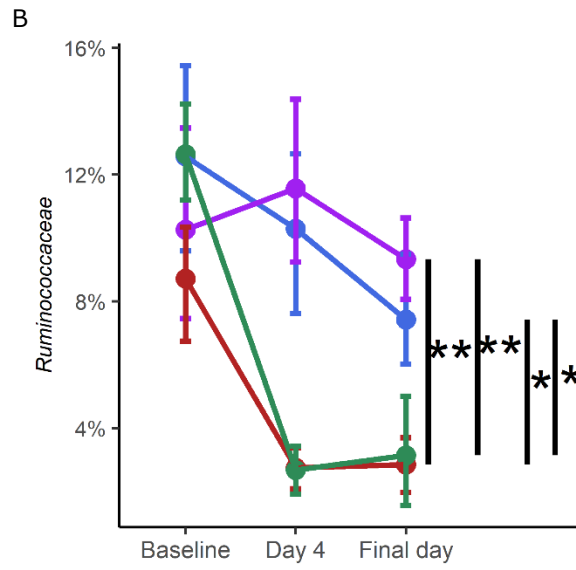 B
16%
12%
8%
4%
Ruminococcaceae
Baseline Day 4 Final day
** ** * *